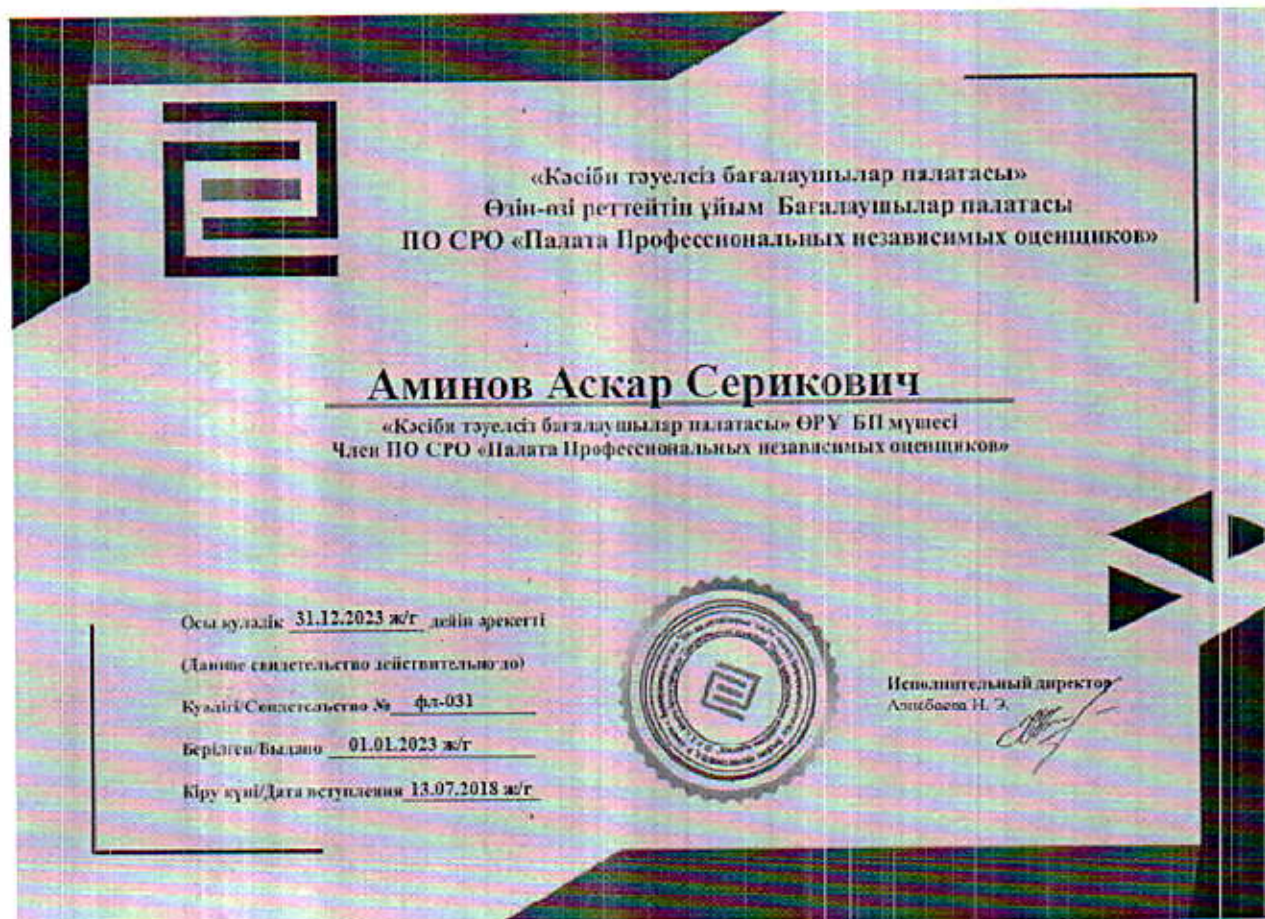 «Кәсіби тәуелсіз бағалаушылар палатасы»
Өзін-өзі реттейтін ұйым Бағалаушылар палатасы
ПО СРО «Палата Профессиональных независимых оценщиков»
Аминов Аскар Серикович
«Кәсіби тәуелсіз бағалаушылар палатасы» ӨРҰ БП мүшесі
Член ПО СРО «Палата Профессиональных независимых оценщиков»
Осы куәлік 31.12.2023 ж/г дейін әрекетті
(Данное свидетельство действительно до)
Куәлігі/Свидетельство № фл-031
Берілген/Выдано 01.01.2023 ж/г
Кіру күні/Дата вступления 13.07.2018 ж/г
Исполнительный директор
Н. Э.